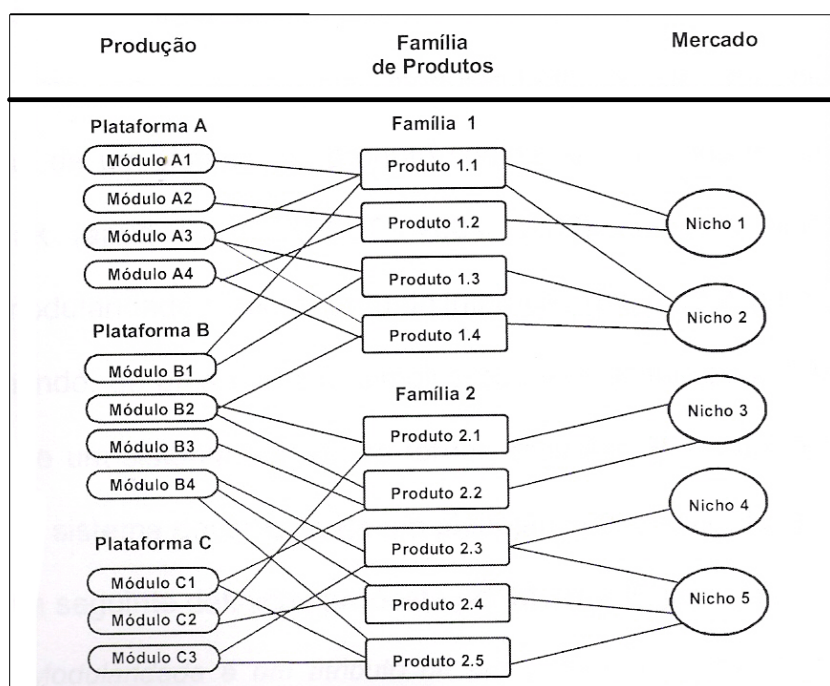 Produção
Família
de Produtos
Mercado
Plataforma A
Módulo A1
Módulo A2
Módulo A3
Módulo A4
Plataforma B
Módulo B1
Módulo B2
Módulo B3
Módulo B4
Plataforma C
Módulo C1
Módulo C2
Módulo C3
Família 1
Produto 1.1
Produto 1.2
Produto 1.3
Produto 1.4
Família 2
Produto 2.1
Produto 2.2
Produto 2.3
Produto 2.4
Produto 2.5
Nicho 1
Nicho 2
Nicho 3
Nicho 4
Nicho 5